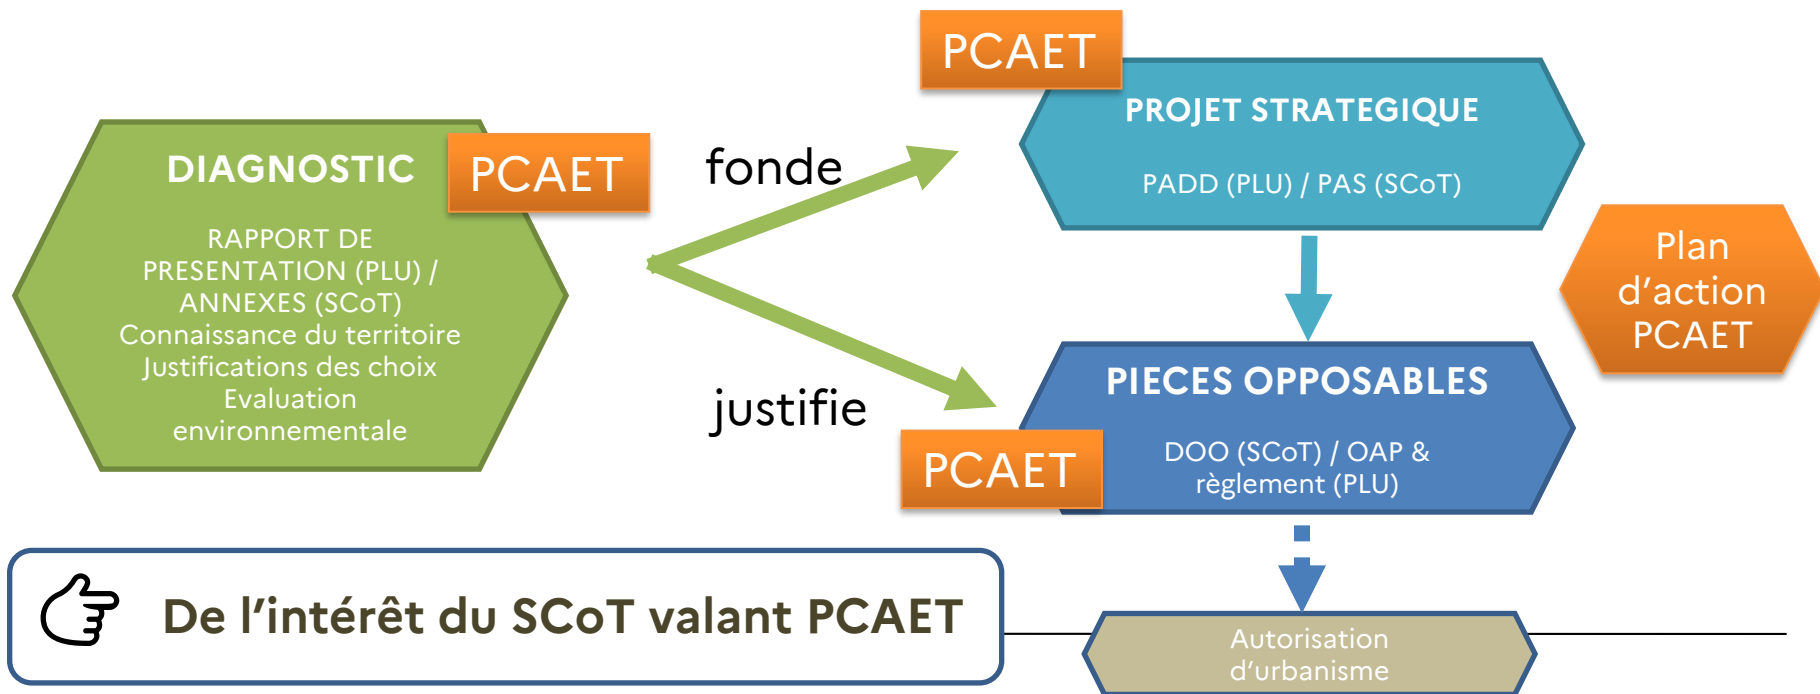 DIAGNOSTIC
PCAET
RAPPORT DE
PRESENTATION (PLU) /
ANNEXES (SCoT)
Connaissance du territoire
Justifications des choix
Evaluation
environnementale
fonde
justifie
PCAET
PROJET STRATEGIQUE
PADD (PLU) / PAS (SCoT)
Plan
d’action
PCAET
PIECES OPPOSABLES
DOO (SCoT) / OAP &
règlement (PLU)
PCAET
De l’intérêt du SCoT valant PCAET
Autorisation
d’urbanisme